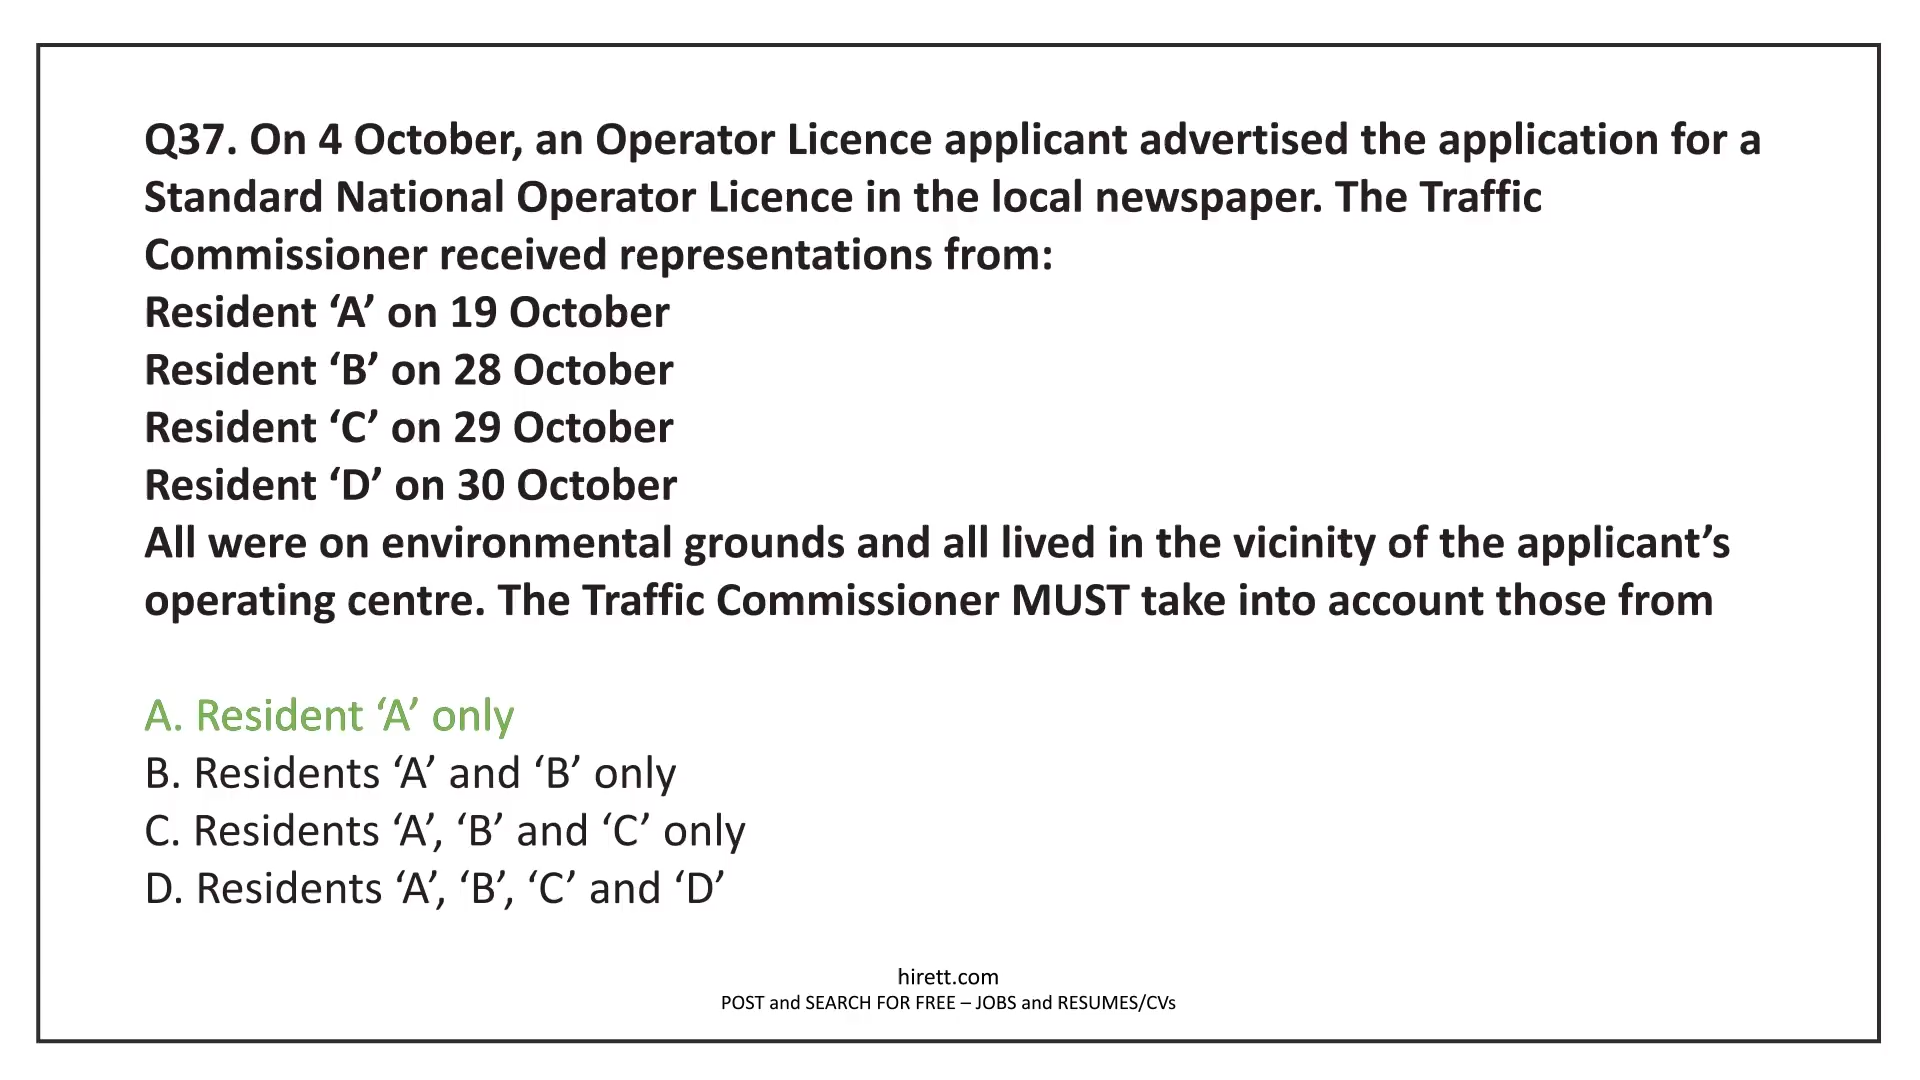 Q37. On 4 October, an Operator Licence applicant advertised the application for a
Standard National Operator Licence in the local newspaper. The Traffic
Commissioner received representations from:
Resident ‘A’ on 19 October
Resident ‘B’ on 28 October
Resident ‘C’ on 29 October
Resident ‘D’ on 30 October
All were on environmental grounds and all lived in the vicinity of the applicant’s
operating centre. The Traffic Commissioner MUST take into account those from
A. Resident ‘A’ only
B. Residents ‘A’ and ‘B’ only
C. Residents ‘A’, ‘B’ and ‘C’ only
D. Residents ‘A’, ‘B’, ‘C’ and ‘D’
hirett.com
POST and SEARCH FOR FREE – JOBS and RESUMES/CVs